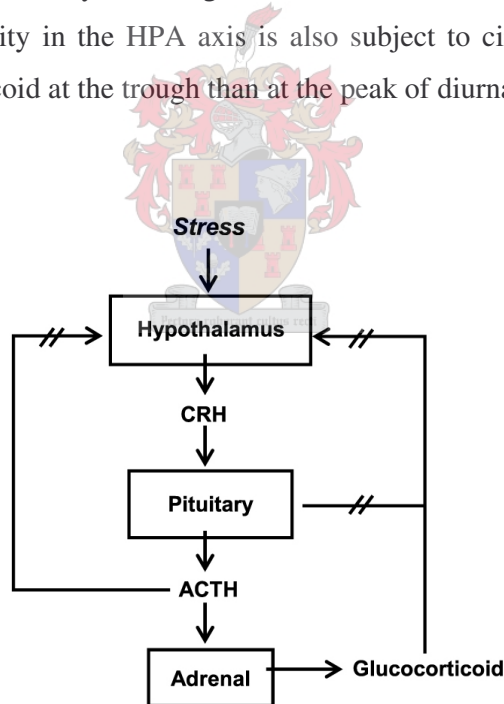 ity in the HPA axis is also subject to ci
coid at the trough than at the peak of diurna
Stress
Hypothalamus
CRH
Pituitary
ACTH
Adrenal
Glucocorticoid